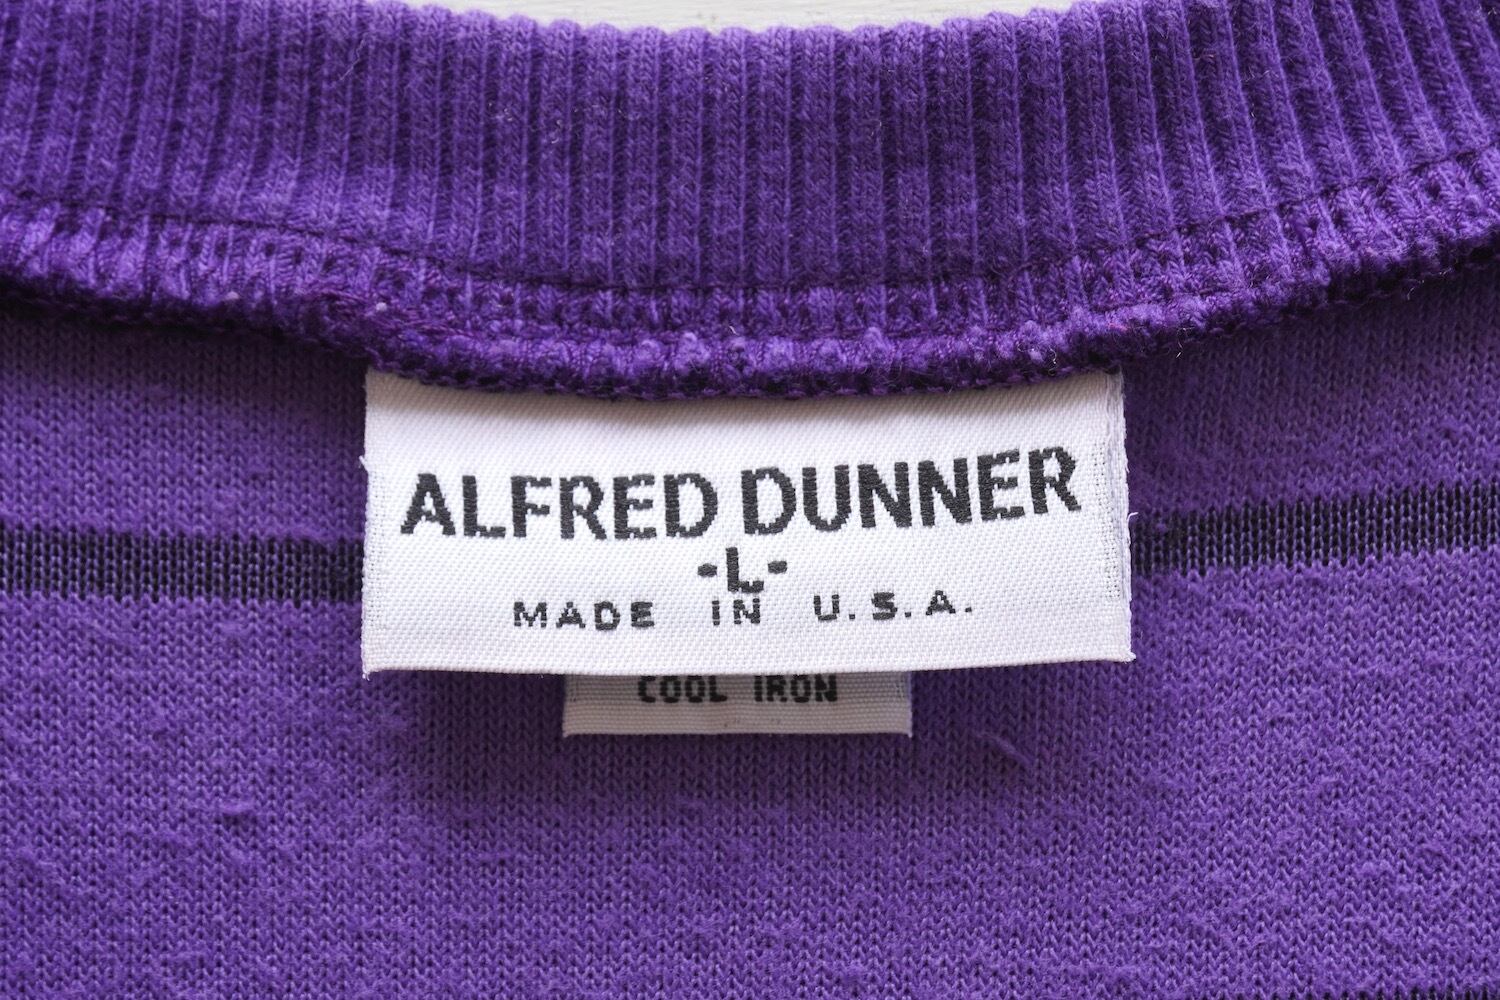 ALFRED DUNNER
-L-
MADE IN U.S.A.
COOL IRON